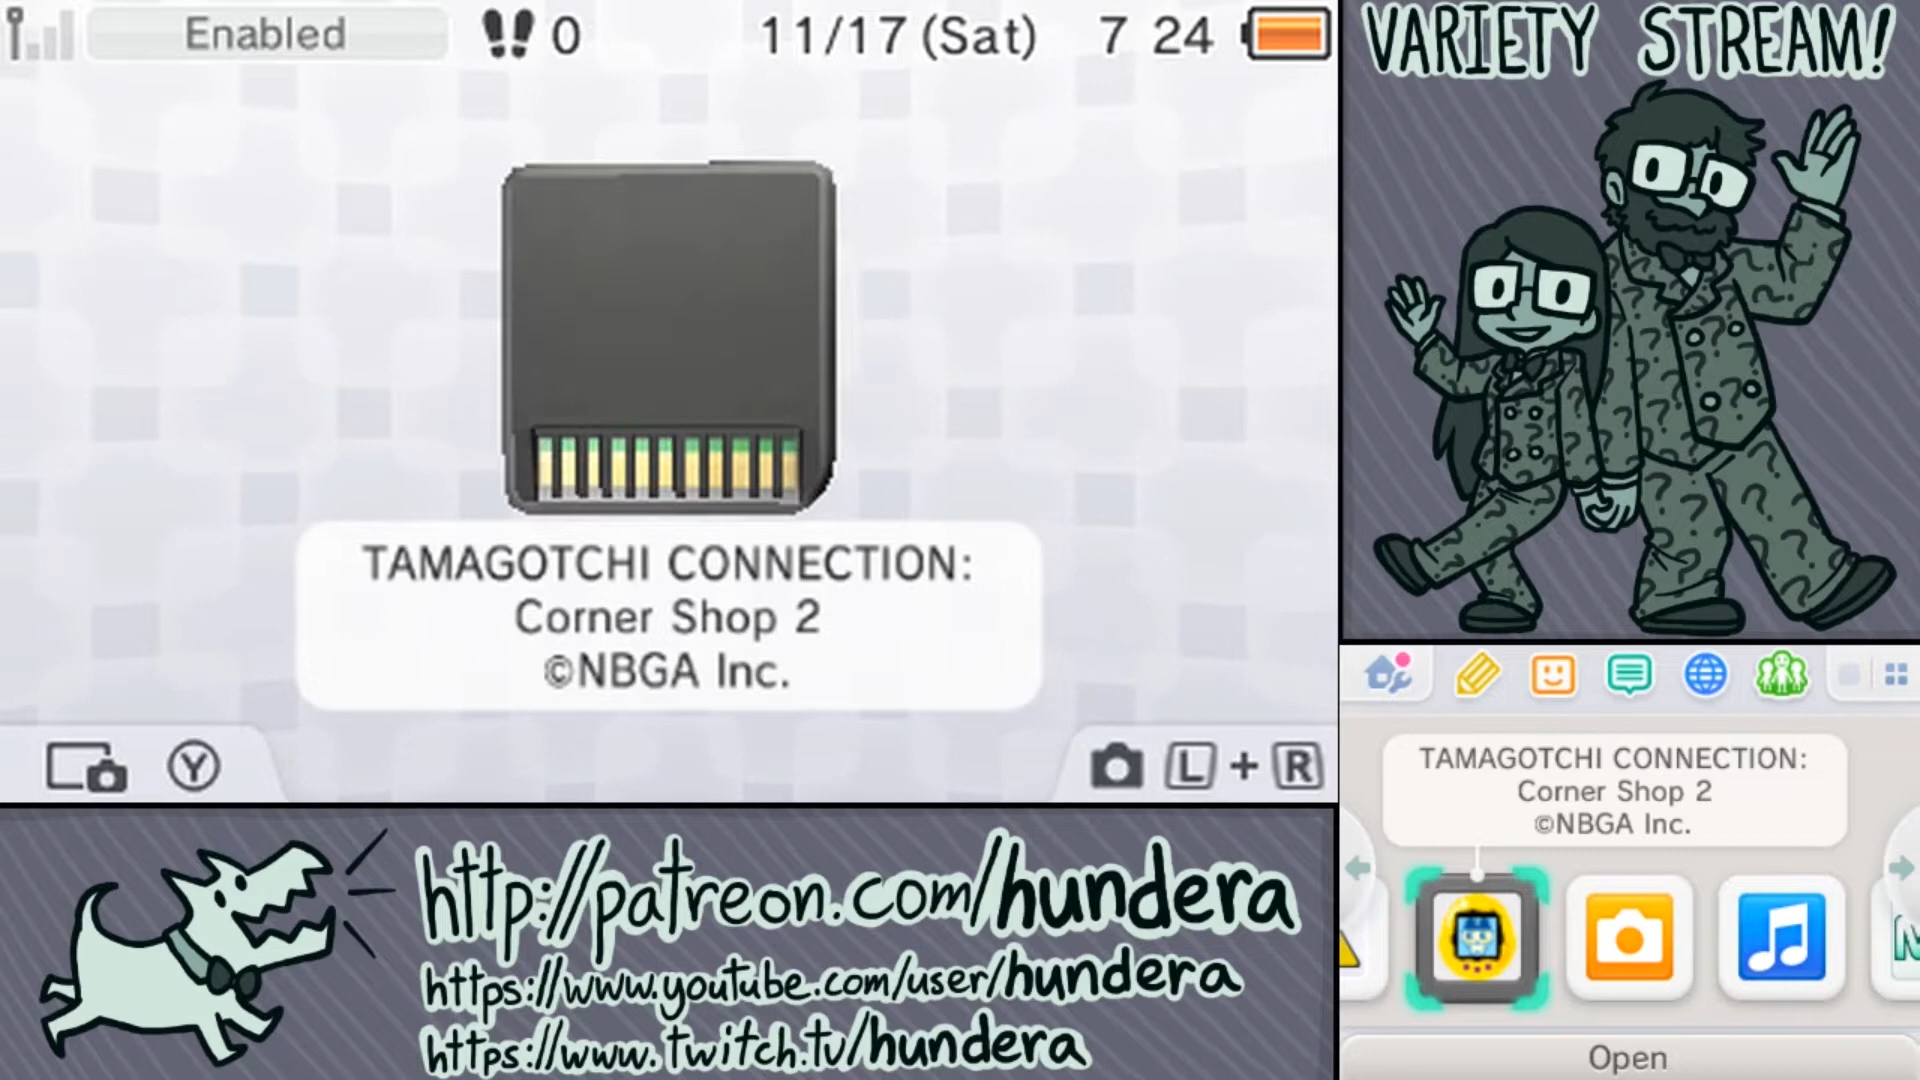 Enabled
0
11/17 (Sat)
7 24
TAMAGOTCHI CONNECTION:
Corner Shop 2
©NBGA Inc.
Y
L + R
VARIETY STREAM!
TAMAGOTCHI CONNECTION:
Corner Shop 2
©NBGA Inc.
Open
http://patreon.com/hundera
https://www.youtube.com/user/hundera
https://www.twitch.tv/hundera